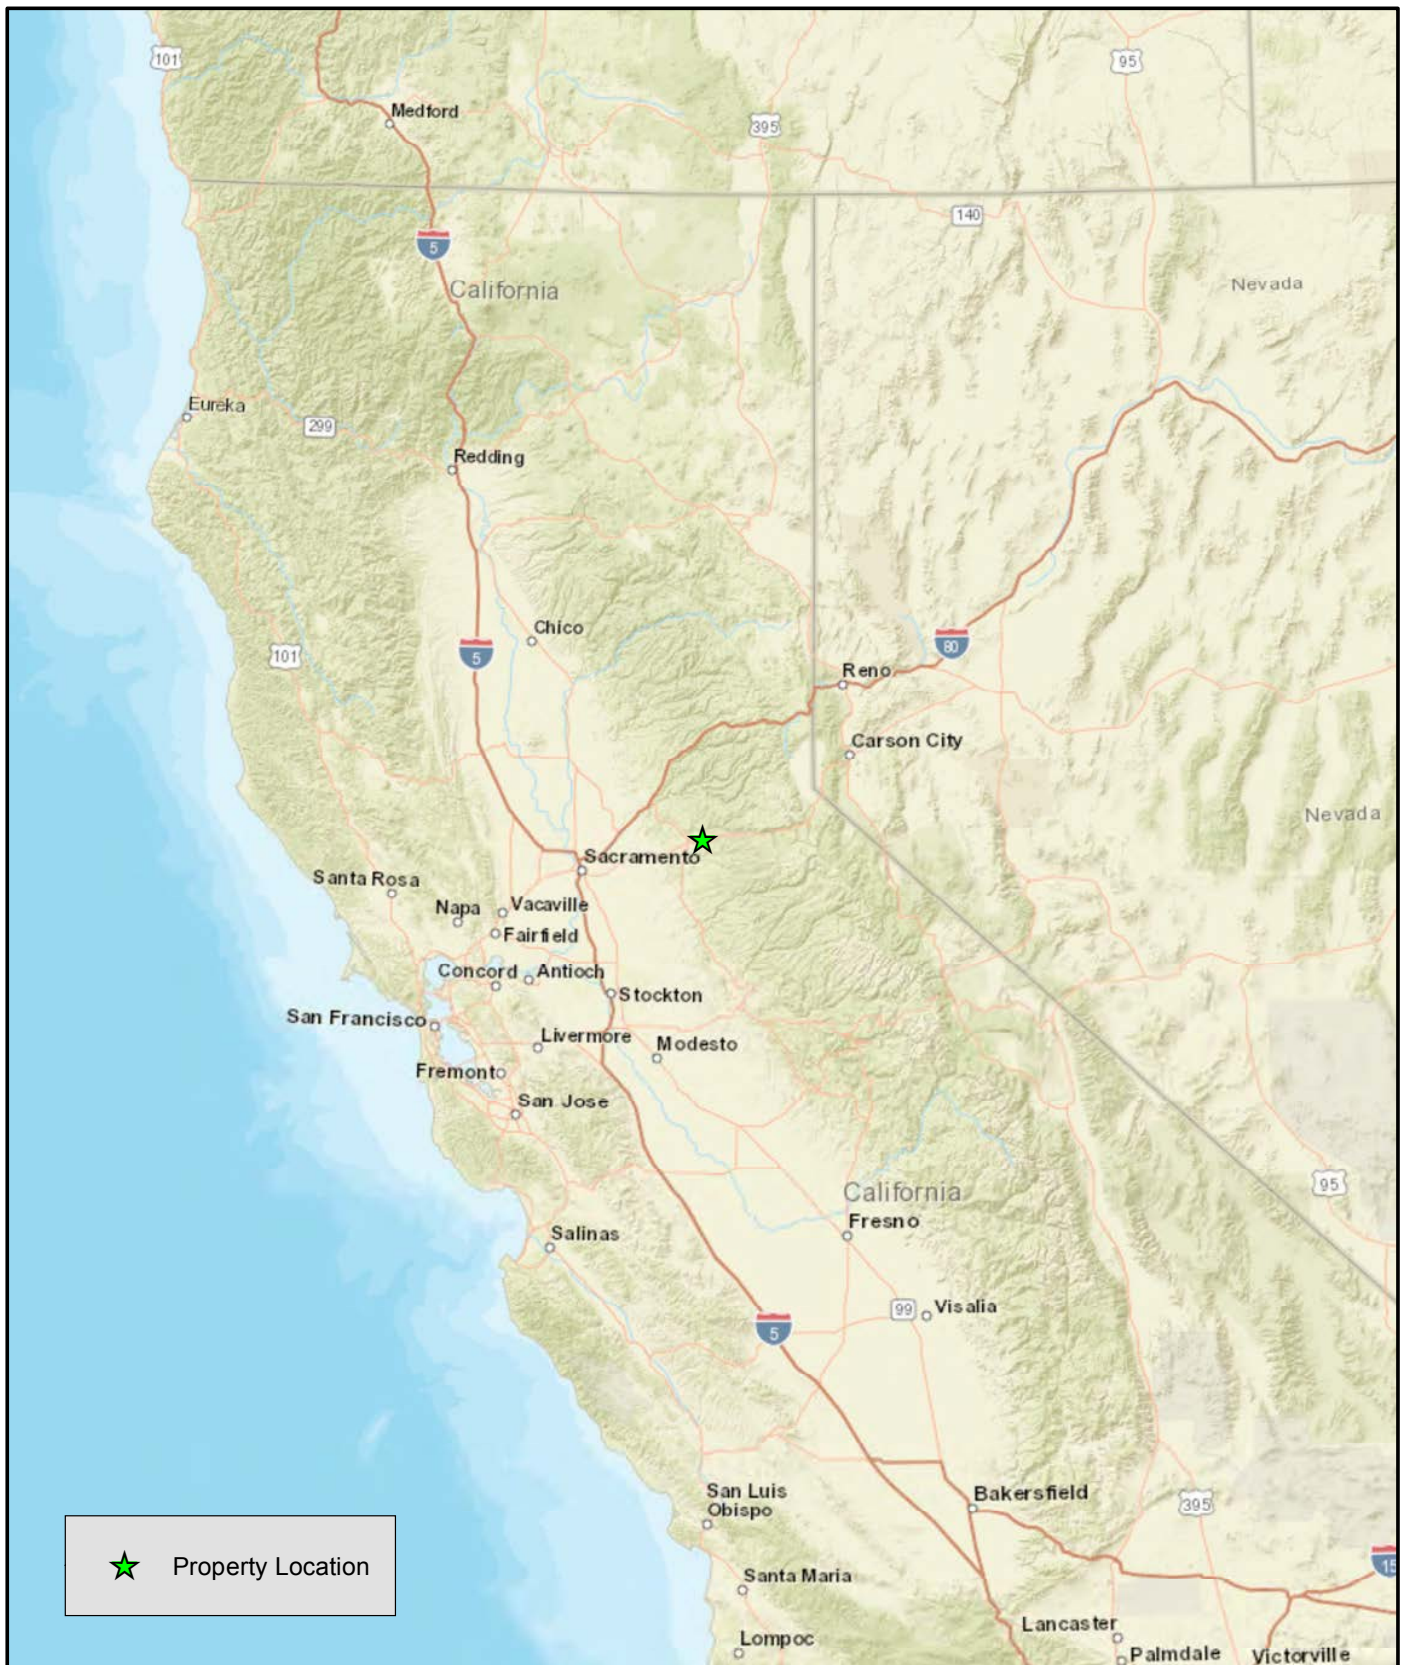 101
95
Medford
395
140
5
Nevada
California
Eureka
299
Redding
Chico
101
5
80
Reno
Carson City
Nevada
Sacramento
Santa Rosa
Napa
Vacaville
Fairfield
Concord
Antioch
Stockton
San Francisco
Livermore
Modesto
Fremont
San Jose
95
California
Fresno
Salinas
99
Visalia
5
San Luis
Obispo
Bakersfield
395
Property Location
15
Santa Maria
Lancaster
Lompoc
Palmdale
Victorville